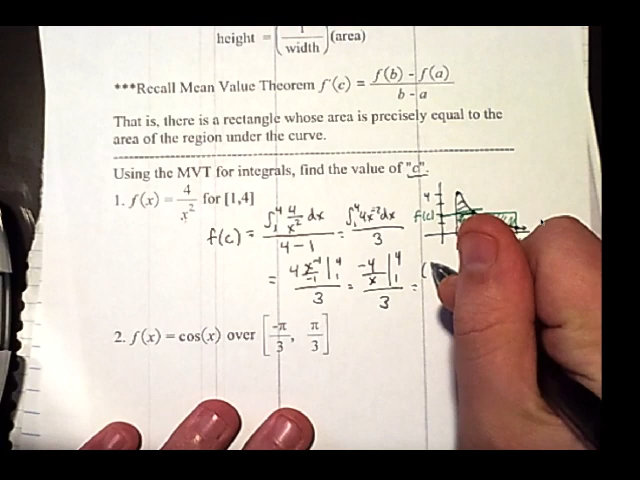 height = (1/width)(area)
***Recall Mean Value Theorem f'(c) = f(b) - f(a) / b - a
That is, there is a rectangle whose area is precisely equal to the
area of the region under the curve.
Using the MVT for integrals, find the value of "c".
1. f(x) = 4/x² for [1,4]
4
f(c)
f(c) = ∫₁⁴ 4/x² dx / 4 - 1 = ∫₁⁴ 4x⁻² dx / 3
= 4x⁻¹/-1 |₁⁴ / 3 = -4/x |₁⁴ / 3 = (
2. f(x) = cos(x) over [-π/3, π/3]